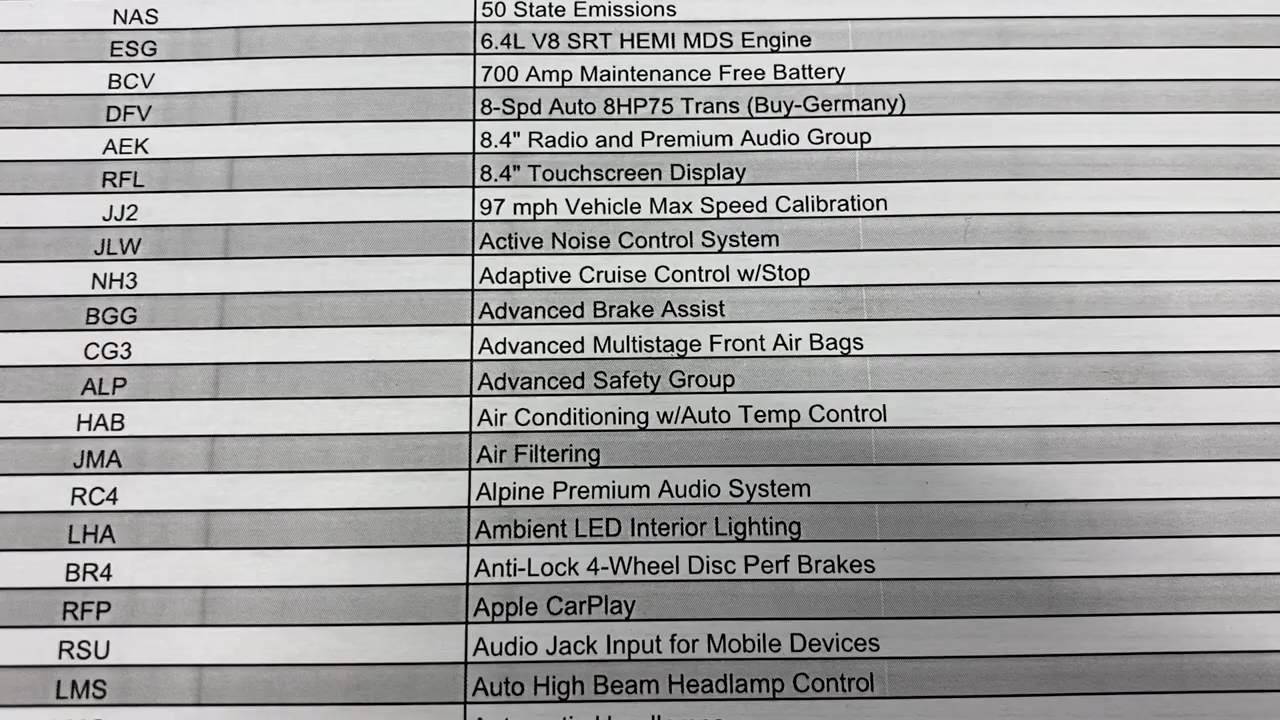 NAS 50 State Emissions
ESG 6.4L V8 SRT HEMI MDS Engine
BCV 700 Amp Maintenance Free Battery
DFV 8-Spd Auto 8HP75 Trans (Buy-Germany)
AEK 8.4" Radio and Premium Audio Group
RFL 8.4" Touchscreen Display
JJ2 97 mph Vehicle Max Speed Calibration
JLW Active Noise Control System
NH3 Adaptive Cruise Control w/Stop
BGG Advanced Brake Assist
CG3 Advanced Multistage Front Air Bags
ALP Advanced Safety Group
HAB Air Conditioning w/Auto Temp Control
JMA Air Filtering
RC4 Alpine Premium Audio System
LHA Ambient LED Interior Lighting
BR4 Anti-Lock 4-Wheel Disc Perf Brakes
RFP Apple CarPlay
RSU Audio Jack Input for Mobile Devices
LMS Auto High Beam Headlamp Control